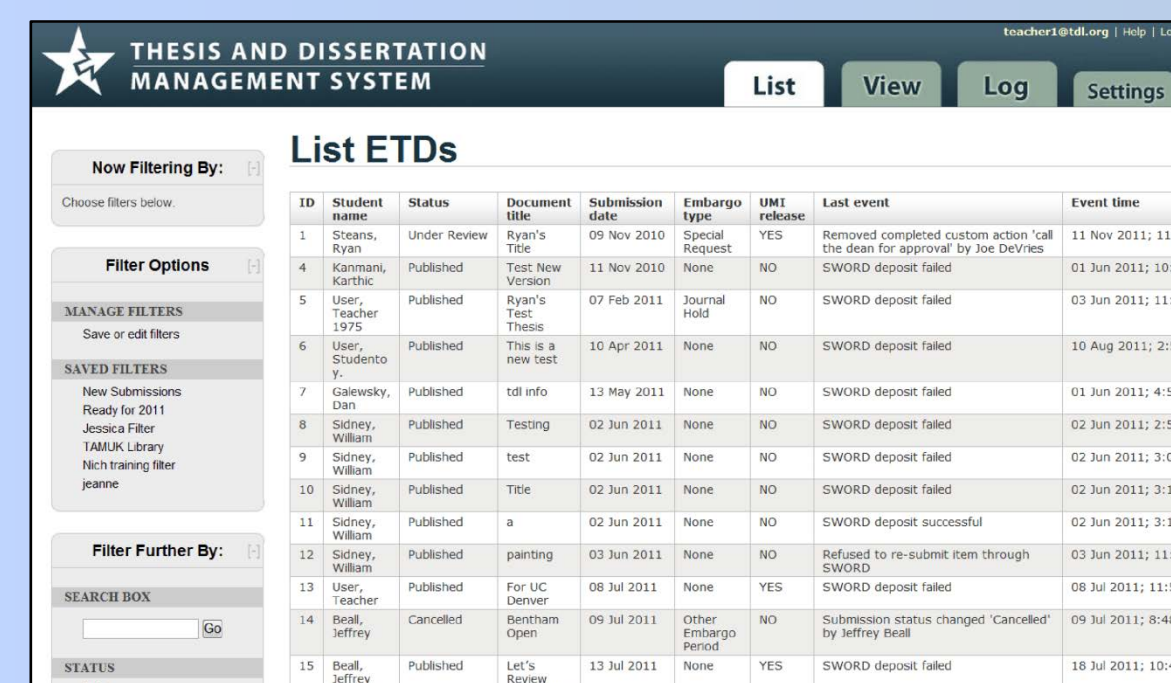 teacher1@tdl.org | Help |
THESIS AND DISSERTATION
MANAGEMENT SYSTEM
List View Log Settings
List ETDs
Now Filtering By: [-]
Choose filters below.
Filter Options [-]
MANAGE FILTERS
Save or edit filters
SAVED FILTERS
New Submissions
Ready for 2011
Jessica Filter
TAMUK Library
Nich training filter
jeanne
Filter Further By: [-]
SEARCH BOX
Go
STATUS
ID Student name Status Document title Submission date Embargo type UMI release Last event Event time
1 Steans, Ryan Under Review Ryan's Title 09 Nov 2010 Special Request YES Removed completed custom action 'call the dean for approval' by Joe DeVries 11 Nov 2011; 11
4 Kanmani, Karthic Published Test New Version 11 Nov 2010 None NO SWORD deposit failed 01 Jun 2011; 10:
5 User, Teacher 1975 Published Ryan's Test Thesis 07 Feb 2011 Journal Hold NO SWORD deposit failed 03 Jun 2011; 11:
6 User, Studento y. Published This is a new test 10 Apr 2011 None NO SWORD deposit failed 10 Aug 2011; 2:
7 Galewsky, Dan Published tdl info 13 May 2011 None NO SWORD deposit failed 01 Jun 2011; 4:5
8 Sidney, William Published Testing 02 Jun 2011 None NO SWORD deposit failed 02 Jun 2011; 2:5
9 Sidney, William Published test 02 Jun 2011 None NO SWORD deposit failed 02 Jun 2011; 3:0
10 Sidney, William Published Title 02 Jun 2011 None NO SWORD deposit failed 02 Jun 2011; 3:1
11 Sidney, William Published a 02 Jun 2011 None NO SWORD deposit successful 02 Jun 2011; 3:1
12 Sidney, William Published painting 03 Jun 2011 None NO Refused to re-submit item through SWORD 03 Jun 2011; 11:
13 User, Teacher Published For UC Denver 08 Jul 2011 None YES SWORD deposit failed 08 Jul 2011; 11:5
14 Beall, Jeffrey Cancelled Bentham Open 09 Jul 2011 Other Embargo Period NO Submission status changed 'Cancelled' by Jeffrey Beall 09 Jul 2011; 8:48
15 Beall, Jeffrey Published Let's Review 13 Jul 2011 None YES SWORD deposit failed 18 Jul 2011; 10:4